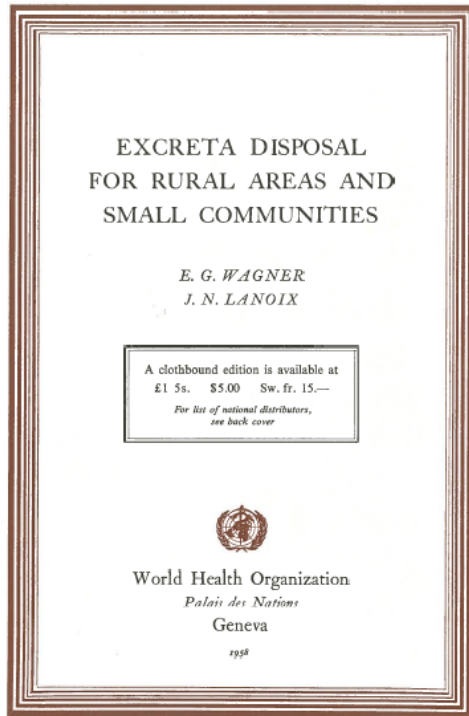 EXCRETA DISPOSAL
FOR RURAL AREAS AND
SMALL COMMUNITIES
E. G. WAGNER
J. N. LANOIX
A clothbound edition is available at
£1 5s. $5.00 Sw. fr. 15.—
For list of national distributors,
see back cover
World Health Organization
Palais des Nations
Geneva
1958